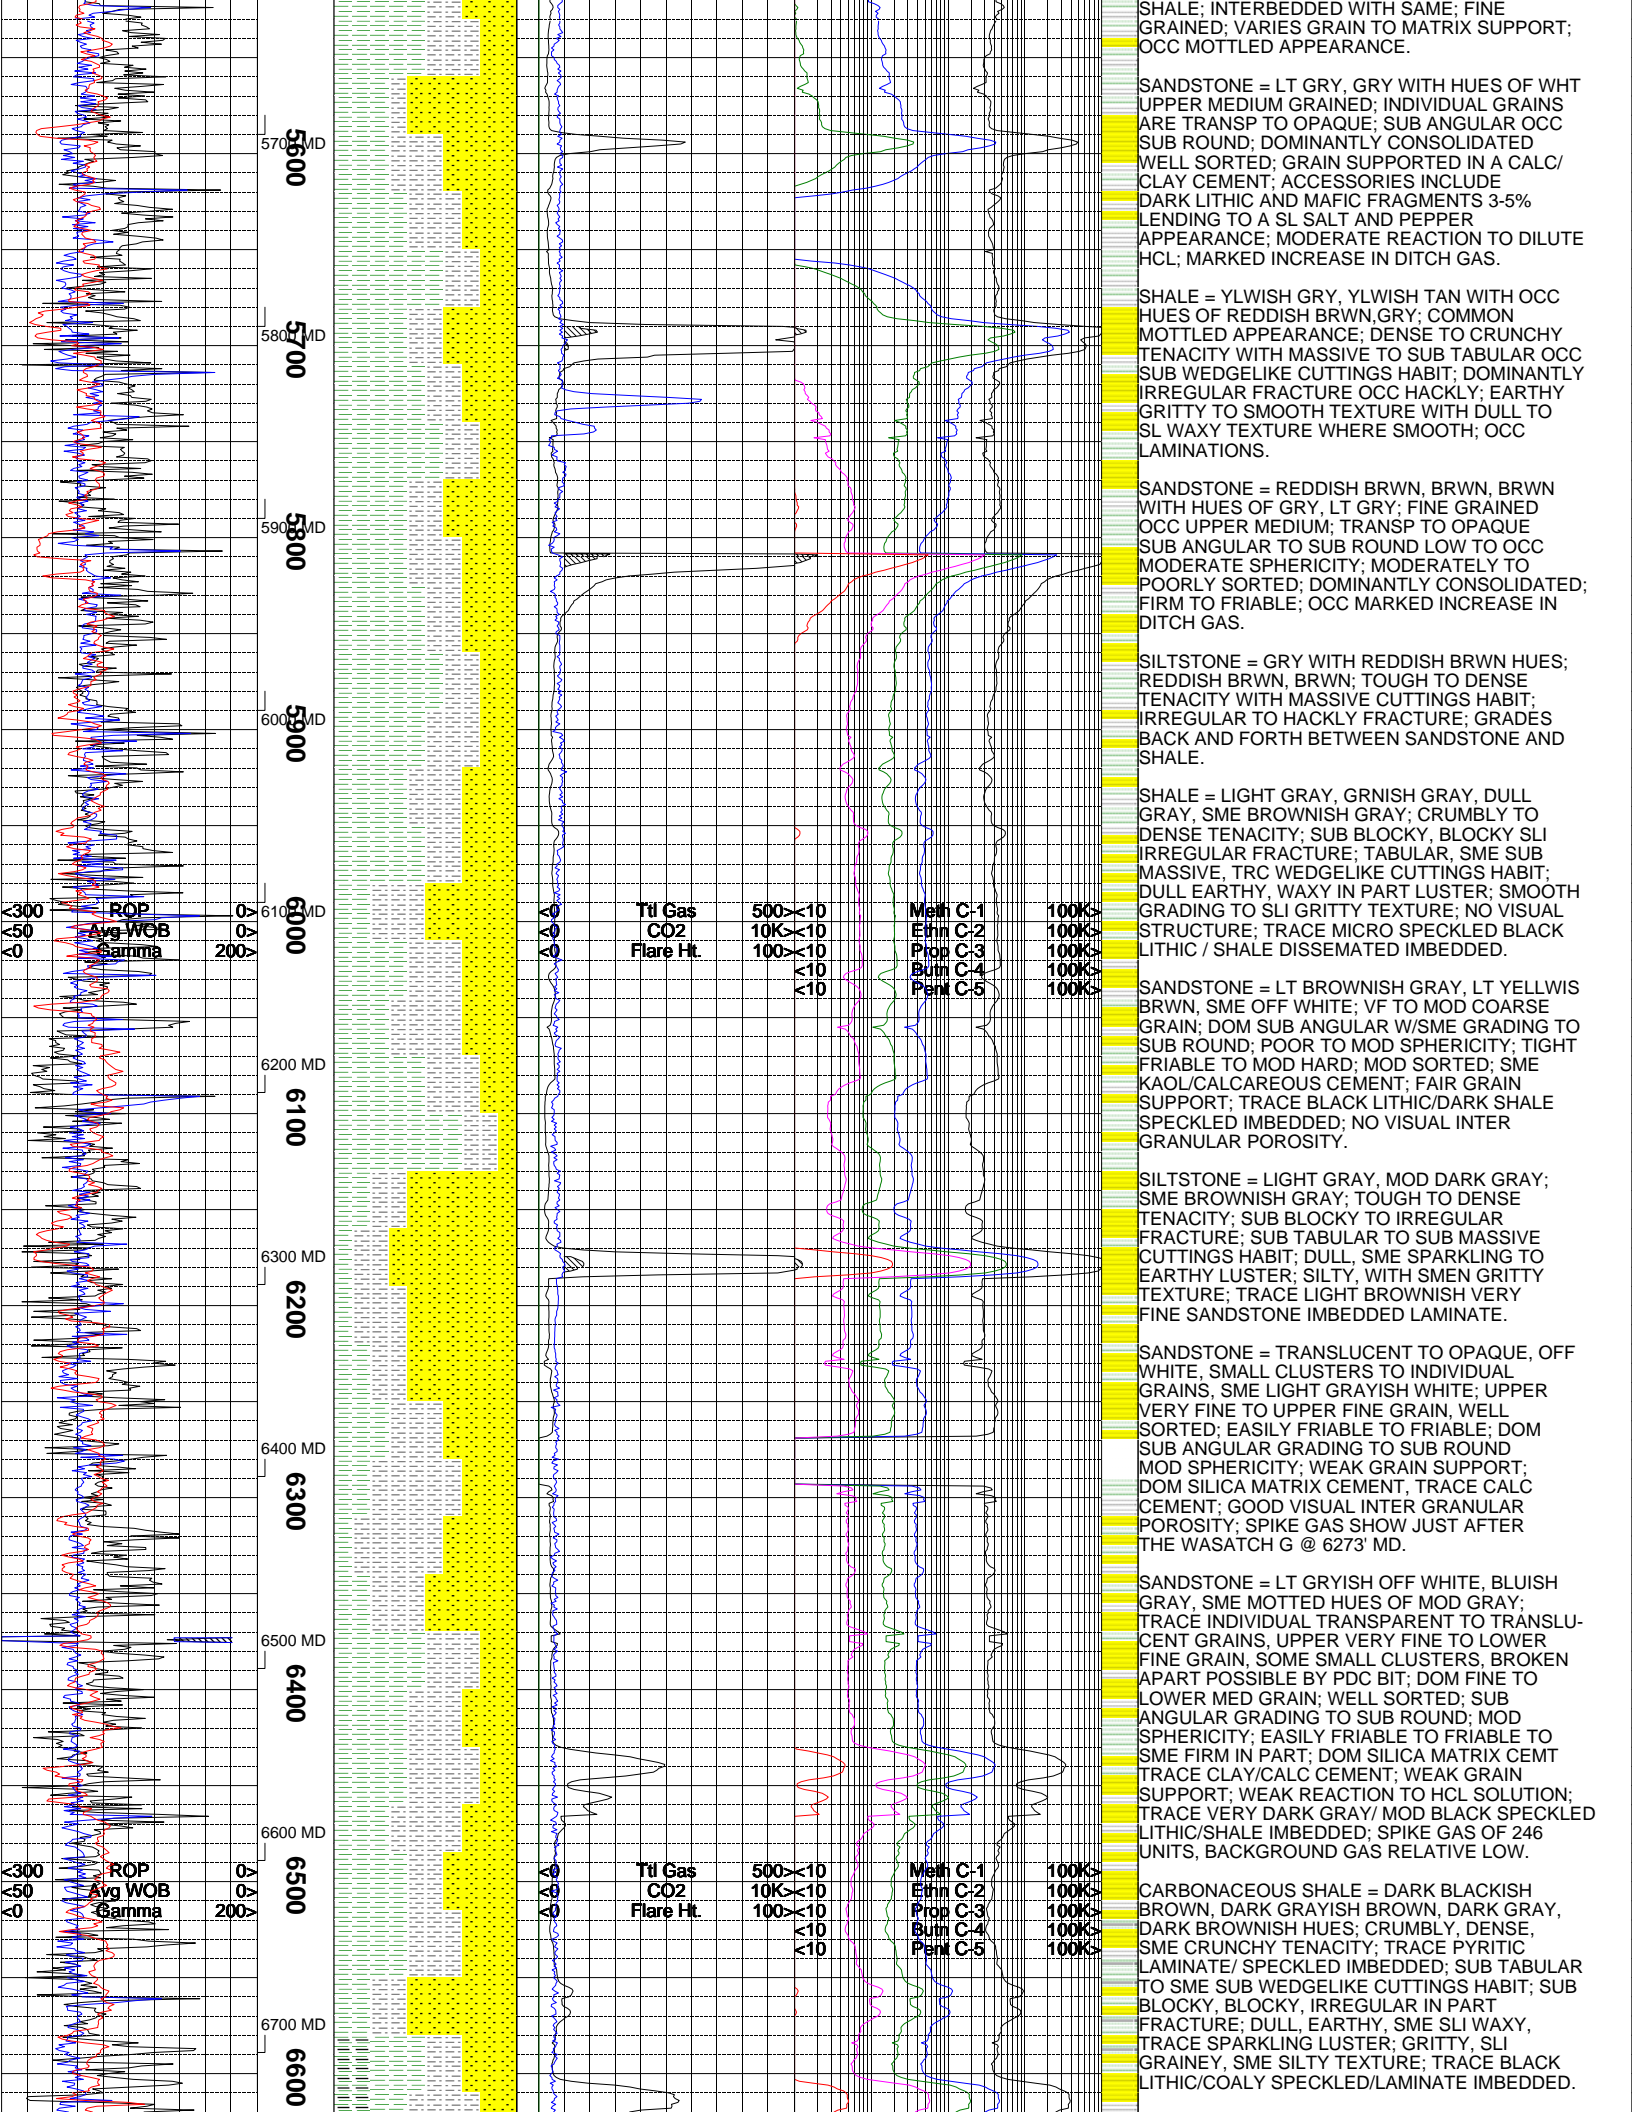 SHALE; INTERBEDDED WITH SAME; FINE
GRAINED; VARIES GRAIN TO MATRIX SUPPORT;
OCC MOTTLED APPEARANCE.
SANDSTONE = LT GRY, GRY WITH HUES OF WHT
UPPER MEDIUM GRAINED; INDIVIDUAL GRAINS
ARE TRANSP TO OPAQUE; SUB ANGULAR OCC
SUB ROUND; DOMINANTLY CONSOLIDATED
WELL SORTED; GRAIN SUPPORTED IN A CALC/
CLAY CEMENT; ACCESSORIES INCLUDE
DARK LITHIC AND MAFIC FRAGMENTS 3-5%
LENDING TO A SL SALT AND PEPPER
APPEARANCE; MODERATE REACTION TO DILUTE
HCL; MARKED INCREASE IN DITCH GAS.
SHALE = YLWISH GRY, YLWISH TAN WITH OCC
HUES OF REDDISH BRWN,GRY; COMMON
MOTTLED APPEARANCE; DENSE TO CRUNCHY
TENACITY WITH MASSIVE TO SUB TABULAR OCC
SUB WEDGELIKE CUTTINGS HABIT; DOMINANTLY
IRREGULAR FRACTURE OCC HACKLY; EARTHY
GRITTY TO SMOOTH TEXTURE WITH DULL TO
SL WAXY TEXTURE WHERE SMOOTH; OCC
LAMINATIONS.
SANDSTONE = REDDISH BRWN, BRWN, BRWN
WITH HUES OF GRY, LT GRY; FINE GRAINED
OCC UPPER MEDIUM; TRANSP TO OPAQUE
SUB ANGULAR TO SUB ROUND LOW TO OCC
MODERATE SPHERICITY; MODERATELY TO
POORLY SORTED; DOMINANTLY CONSOLIDATED;
FIRM TO FRIABLE; OCC MARKED INCREASE IN
DITCH GAS.
SILTSTONE = GRY WITH REDDISH BRWN HUES;
REDDISH BRWN, BRWN; TOUGH TO DENSE
TENACITY WITH MASSIVE CUTTINGS HABIT;
IRREGULAR TO HACKLY FRACTURE; GRADES
BACK AND FORTH BETWEEN SANDSTONE AND
SHALE.
SHALE = LIGHT GRAY, GRNISH GRAY, DULL
GRAY, SME BROWNISH GRAY; CRUMBLY TO
DENSE TENACITY; SUB BLOCKY, BLOCKY SLI
IRREGULAR FRACTURE; TABULAR, SME SUB
MASSIVE, TRC WEDGELIKE CUTTINGS HABIT;
DULL EARTHY, WAXY IN PART LUSTER; SMOOTH
GRADING TO SLI GRITTY TEXTURE; NO VISUAL
STRUCTURE; TRACE MICRO SPECKLED BLACK
LITHIC / SHALE DISSEMATED IMBEDDED.
SANDSTONE = LT BROWNISH GRAY, LT YELLWIS
BRWN, SME OFF WHITE; VF TO MOD COARSE
GRAIN; DOM SUB ANGULAR W/SME GRADING TO
SUB ROUND; POOR TO MOD SPHERICITY; TIGHT
FRIABLE TO MOD HARD; MOD SORTED; SME
KAOL/CALCAREOUS CEMENT; FAIR GRAIN
SUPPORT; TRACE BLACK LITHIC/DARK SHALE
SPECKLED IMBEDDED; NO VISUAL INTER
GRANULAR POROSITY.
SILTSTONE = LIGHT GRAY, MOD DARK GRAY;
SME BROWNISH GRAY; TOUGH TO DENSE
TENACITY; SUB BLOCKY TO IRREGULAR
FRACTURE; SUB TABULAR TO SUB MASSIVE
CUTTINGS HABIT; DULL, SME SPARKLING TO
EARTHY LUSTER; SILTY, WITH SMEN GRITTY
TEXTURE; TRACE LIGHT BROWNISH VERY
FINE SANDSTONE IMBEDDED LAMINATE.
SANDSTONE = TRANSLUCENT TO OPAQUE, OFF
WHITE, SMALL CLUSTERS TO INDIVIDUAL
GRAINS, SME LIGHT GRAYISH WHITE; UPPER
VERY FINE TO UPPER FINE GRAIN, WELL
SORTED; EASILY FRIABLE TO FRIABLE; DOM
SUB ANGULAR GRADING TO SUB ROUND
MOD SPHERICITY; WEAK GRAIN SUPPORT;
DOM SILICA MATRIX CEMENT, TRACE CALC
CEMENT; GOOD VISUAL INTER GRANULAR
POROSITY; SPIKE GAS SHOW JUST AFTER
THE WASATCH G @ 6273' MD.
SANDSTONE = LT GRYISH OFF WHITE, BLUISH
GRAY, SME MOTTED HUES OF MOD GRAY;
TRACE INDIVIDUAL TRANSPARENT TO TRANSLU-
CENT GRAINS, UPPER VERY FINE TO LOWER
FINE GRAIN, SOME SMALL CLUSTERS, BROKEN
APART POSSIBLE BY PDC BIT; DOM FINE TO
LOWER MED GRAIN; WELL SORTED; SUB
ANGULAR GRADING TO SUB ROUND; MOD
SPHERICITY; EASILY FRIABLE TO FRIABLE TO
SME FIRM IN PART; DOM SILICA MATRIX CEMT
TRACE CLAY/CALC CEMENT; WEAK GRAIN
SUPPORT; WEAK REACTION TO HCL SOLUTION;
TRACE VERY DARK GRAY/ MOD BLACK SPECKLED
LITHIC/SHALE IMBEDDED; SPIKE GAS OF 246
UNITS, BACKGROUND GAS RELATIVE LOW.
CARBONACEOUS SHALE = DARK BLACKISH
BROWN, DARK GRAYISH BROWN, DARK GRAY,
DARK BROWNISH HUES; CRUMBLY, DENSE,
SME CRUNCHY TENACITY; TRACE PYRITIC
LAMINATE/ SPECKLED IMBEDDED; SUB TABULAR
TO SME SUB WEDGELIKE CUTTINGS HABIT; SUB
BLOCKY, BLOCKY, IRREGULAR IN PART
FRACTURE; DULL, EARTHY, SME SLI WAXY,
TRACE SPARKLING LUSTER; GRITTY, SLI
GRAINEY, SME SILTY TEXTURE; TRACE BLACK
LITHIC/COALY SPECKLED/LAMINATE IMBEDDED.
5700 MD
5600
5800 MD
5700
5900 MD
5800
6000 MD
5900
6100 MD
6000
<300 ROP 0>
<50 Avg WOB 0>
<0 Gamma 200>
<0 Ttl Gas 500>
<0 CO2 10K>
<0 Flare Ht. 100>
<10 Meth C-1 100K>
<10 Ethn C-2 100K>
<10 Prop C-3 100K>
<10 Butn C-4 100K>
<10 Pent C-5 100K>
6200 MD
6100
6300 MD
6200
6400 MD
6300
6500 MD
6400
6600 MD
6500
<300 ROP 0>
<50 Avg WOB 0>
<0 Gamma 200>
<0 Ttl Gas 500>
<0 CO2 10K>
<0 Flare Ht. 100>
<10 Meth C-1 100K>
<10 Ethn C-2 100K>
<10 Prop C-3 100K>
<10 Butn C-4 100K>
<10 Pent C-5 100K>
6700 MD
6600